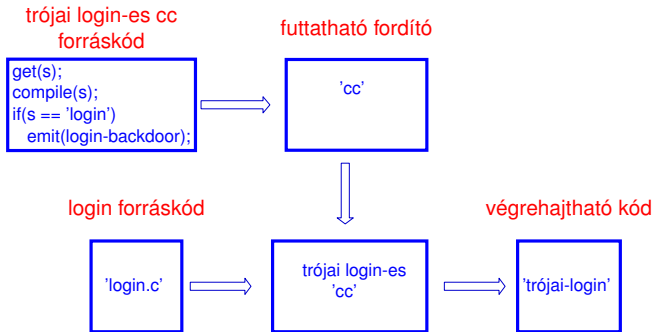 trójai login-es cc
forráskód
futtatható fordító
get(s);
compile(s);
if(s == 'login')
emit(login-backdoor);
'cc'
login forráskód
végrehajtható kód
'login.c'
trójai login-es
'cc'
'trójai-login'